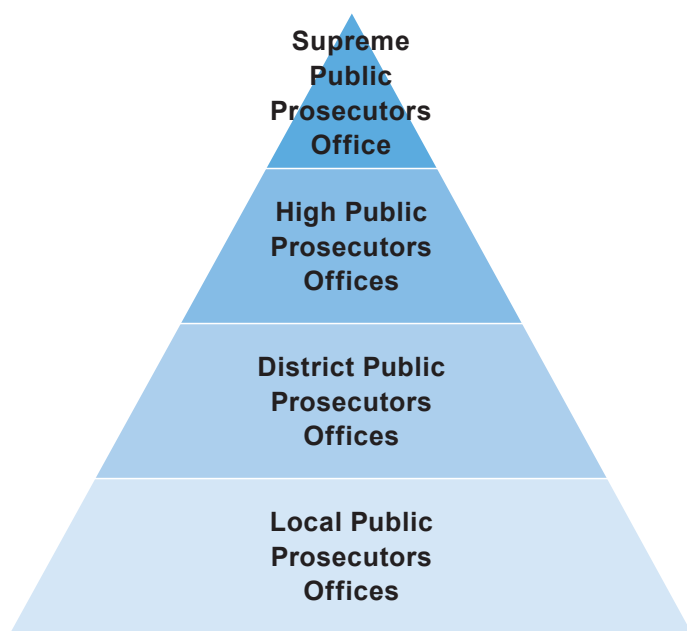 Supreme
Public
Prosecutors
Office
High Public
Prosecutors
Offices
District Public
Prosecutors
Offices
Local Public
Prosecutors
Offices